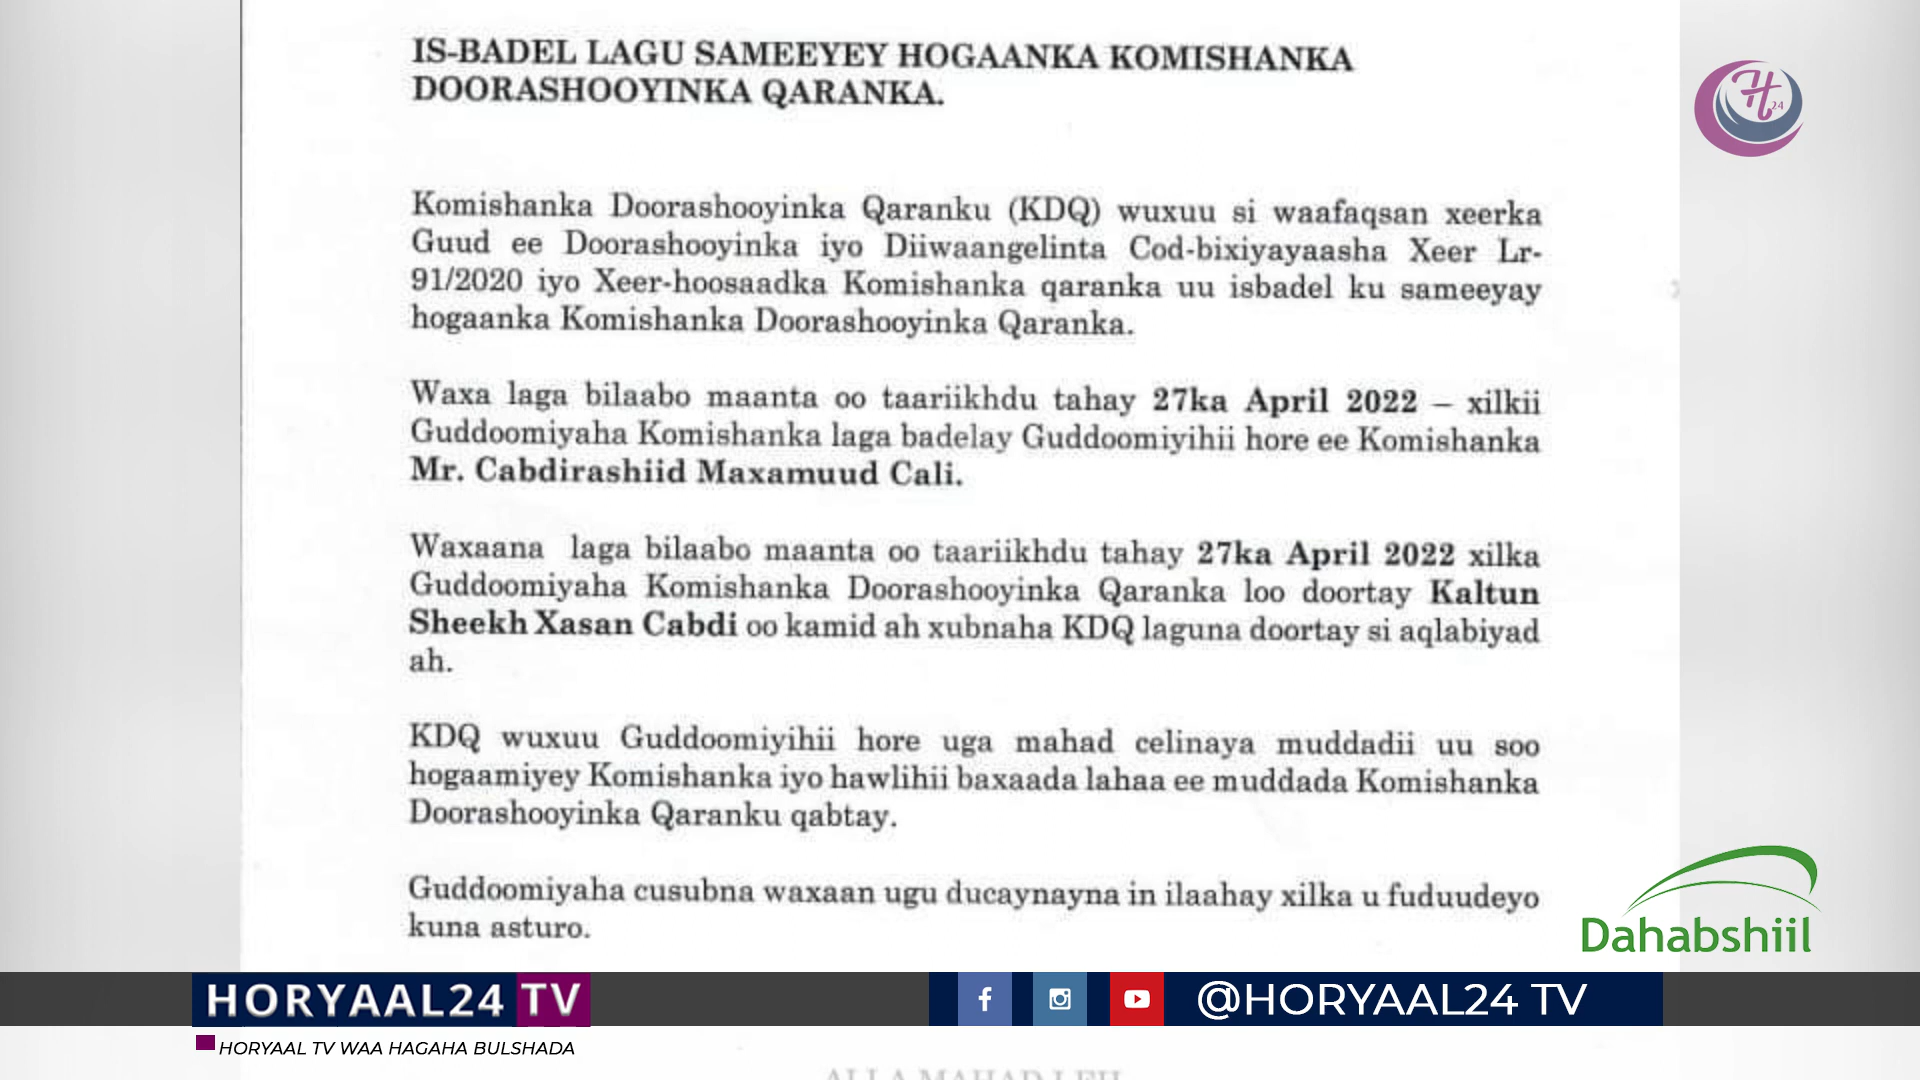 IS-BADEL LAGU SAMEEYEY HOGAANKA KOMISHANKA
DOORASHOOYINKA QARANKA.
H24
Komishanka Doorashooyinka Qaranku (KDQ) wuxuu si waafaqsan xeerka
Guud ee Doorashooyinka iyo Diiwaangelinta Cod-bixiyayaasha Xeer Lr-
91/2020 iyo Xeer-hoosaadka Komishanka qaranka uu isbadel ku sameeyay
hogaanka Komishanka Doorashooyinka Qaranka.
Waxa laga bilaabo maanta oo taariikhdu tahay 27ka April 2022 – xilkii
Guddoomiyaha Komishanka laga badelay Guddoomiyihii hore ee Komishanka
Mr. Cabdirashiid Maxamuud Cali.
Waxaana laga bilaabo maanta oo taariikhdu tahay 27ka April 2022 xilka
Guddoomiyaha Komishanka Doorashooyinka Qaranka loo doortay Kaltun
Sheekh Xasan Cabdi oo kamid ah xubnaha KDQ laguna doortay si aqlabiyad
ah.
KDQ wuxuu Guddoomiyihii hore uga mahad celinaya muddadii uu soo
hogaamiyey Komishanka iyo hawlihii baxaada lahaa ee muddada Komishanka
Doorashooyinka Qaranku qabtay.
Guddoomiyaha cusubna waxaan ugu ducaynayna in ilaahay xilka u fuduudeyo
kuna asturo.
Dahabshiil
HORYAAL24 TV
@HORYAAL24 TV
HORYAAL TV WAA HAGAHA BULSHADA
ALLA MAHAD LEH